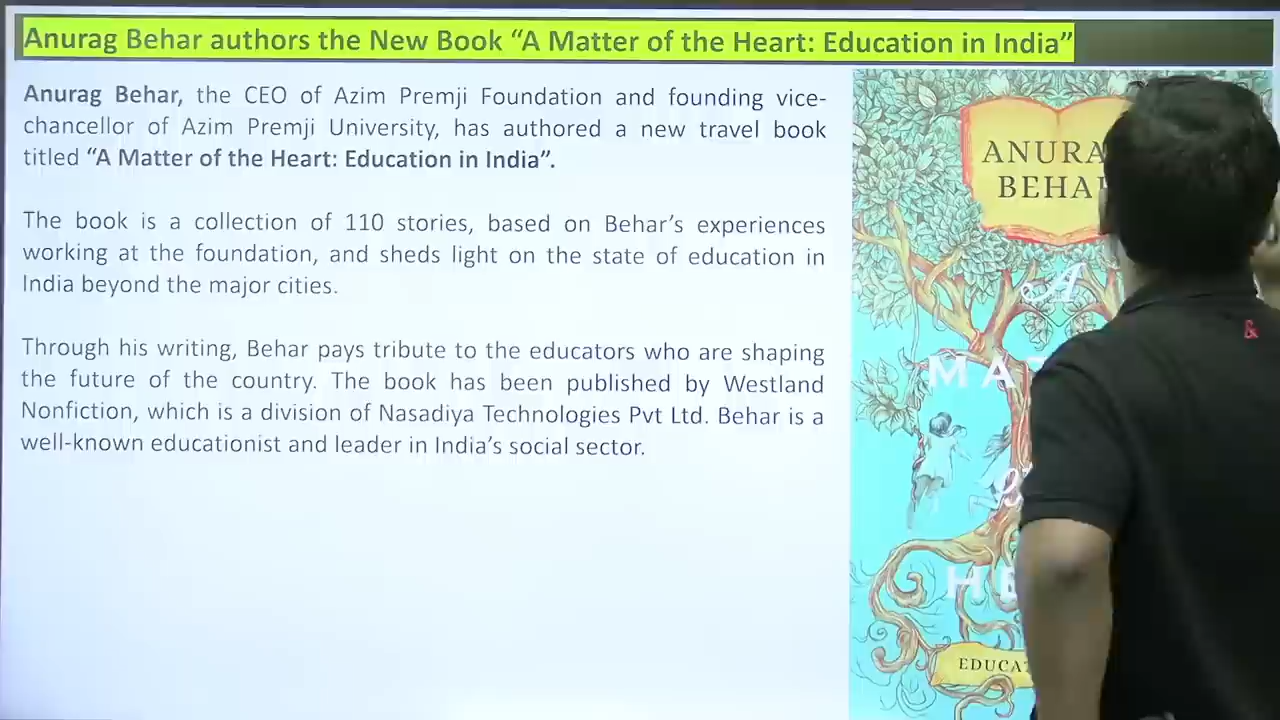 Anurag Behar authors the New Book “A Matter of the Heart: Education in India”
Anurag Behar, the CEO of Azim Premji Foundation and founding vice-
chancellor of Azim Premji University, has authored a new travel book
titled “A Matter of the Heart: Education in India”.
The book is a collection of 110 stories, based on Behar’s experiences
working at the foundation, and sheds light on the state of education in
India beyond the major cities.
Through his writing, Behar pays tribute to the educators who are shaping
the future of the country. The book has been published by Westland
Nonfiction, which is a division of Nasadiya Technologies Pvt Ltd. Behar is a
well-known educationist and leader in India’s social sector.
ANURA
BEHA
A
MA
HE
EDUCA
&